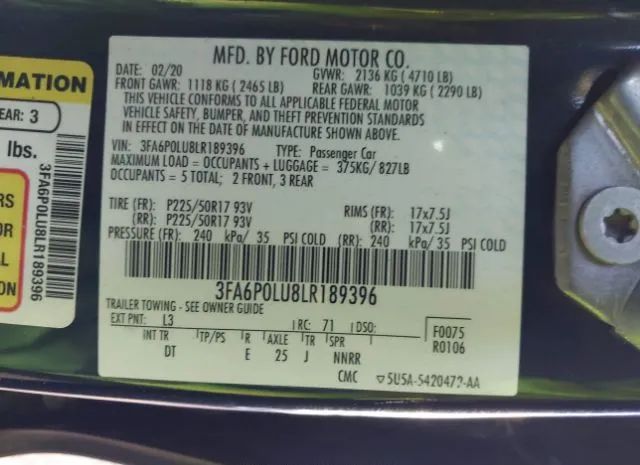 MFD. BY FORD MOTOR CO.
DATE: 02/20 GVWR: 2136 KG ( 4710 LB)
FRONT GAWR: 1118 KG ( 2465 LB) REAR GAWR: 1039 KG ( 2290 LB)
THIS VEHICLE CONFORMS TO ALL APPLICABLE FEDERAL MOTOR
VEHICLE SAFETY, BUMPER, AND THEFT PREVENTION STANDARDS
IN EFFECT ON THE DATE OF MANUFACTURE SHOWN ABOVE.
VIN: 3FA6P0LU8LR189396 TYPE: Passenger Car
MAXIMUM LOAD = OCCUPANTS + LUGGAGE = 375KG/ 827LB
OCCUPANTS = 5 TOTAL; 2 FRONT, 3 REAR
TIRE (FR): P225/50R17 93V RIMS (FR): 17x7.5J
(RR): P225/50R17 93V (RR): 17x7.5J
PRESSURE (FR): 240 kPa/ 35 PSI COLD (RR): 240 kPa/ 35 PSI COLD
3FA6P0LU8LR189396
TRAILER TOWING - SEE OWNER GUIDE
EXT PNT: L3 RC: 71 DSO: F0075
INT TR TP/PS R AXLE TR SPR R0106
DT E 25 J NNRR
CMC 5U5A-5420472-AA
RMATION
EAR: 3
lbs.
3FA6P0LU8LR189396
RS
OR
AL
ON